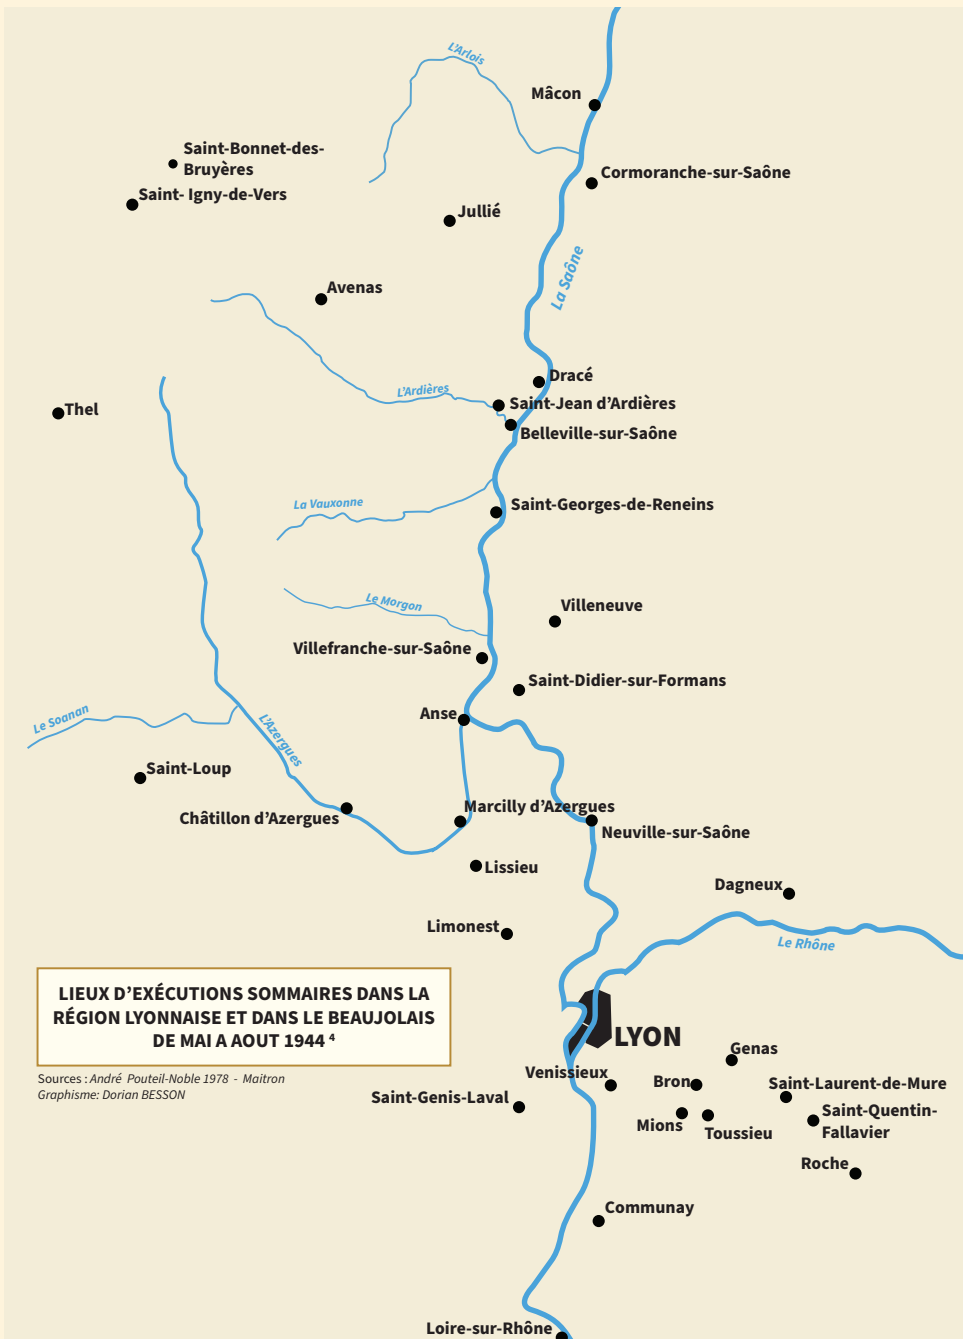 L'Arlois
Mâcon
Saint-Bonnet-des-
Bruyères
Cormoranche-sur-Saône
Saint- Igny-de-Vers
Jullié
La Saône
Avenas
Dracé
L'Ardières
Saint-Jean d'Ardières
Thel
Belleville-sur-Saône
La Vauxonne
Saint-Georges-de-Reneins
Le Morgon
Villeneuve
Villefranche-sur-Saône
Saint-Didier-sur-Formans
Anse
Le Soanan
L'Azergues
Saint-Loup
Marcilly d'Azergues
Châtillon d'Azergues
Neuville-sur-Saône
Lissieu
Dagneux
Limonest
Le Rhône
LIEUX D'EXÉCUTIONS SOMMAIRES DANS LA
RÉGION LYONNAISE ET DANS LE BEAUJOLAIS
DE MAI A AOUT 1944 4
Sources : André Pouteil-Noble 1978 - Maitron
Graphisme: Dorian BESSON
LYON
Genas
Venissieux
Bron
Saint-Laurent-de-Mure
Saint-Genis-Laval
Saint-Quentin-
Fallavier
Mions
Toussieu
Roche
Communay
Loire-sur-Rhône